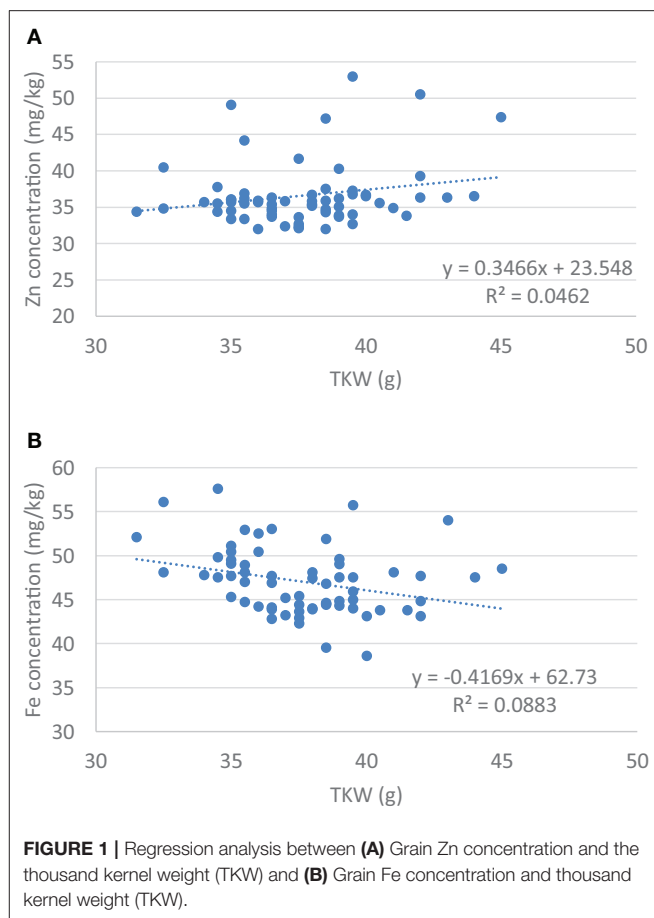 A
Zn concentration (mg/kg)
55
50
45
40
35
30
25
20
y = 0.3466x + 23.548
R² = 0.0462
30 35 40 45 50
TKW (g)
B
Fe concentration (mg/kg)
60
55
50
45
40
35
30
y = -0.4169x + 62.73
R² = 0.0883
30 35 40 45 50
TKW (g)
FIGURE 1 | Regression analysis between (A) Grain Zn concentration and the
thousand kernel weight (TKW) and (B) Grain Fe concentration and thousand
kernel weight (TKW).